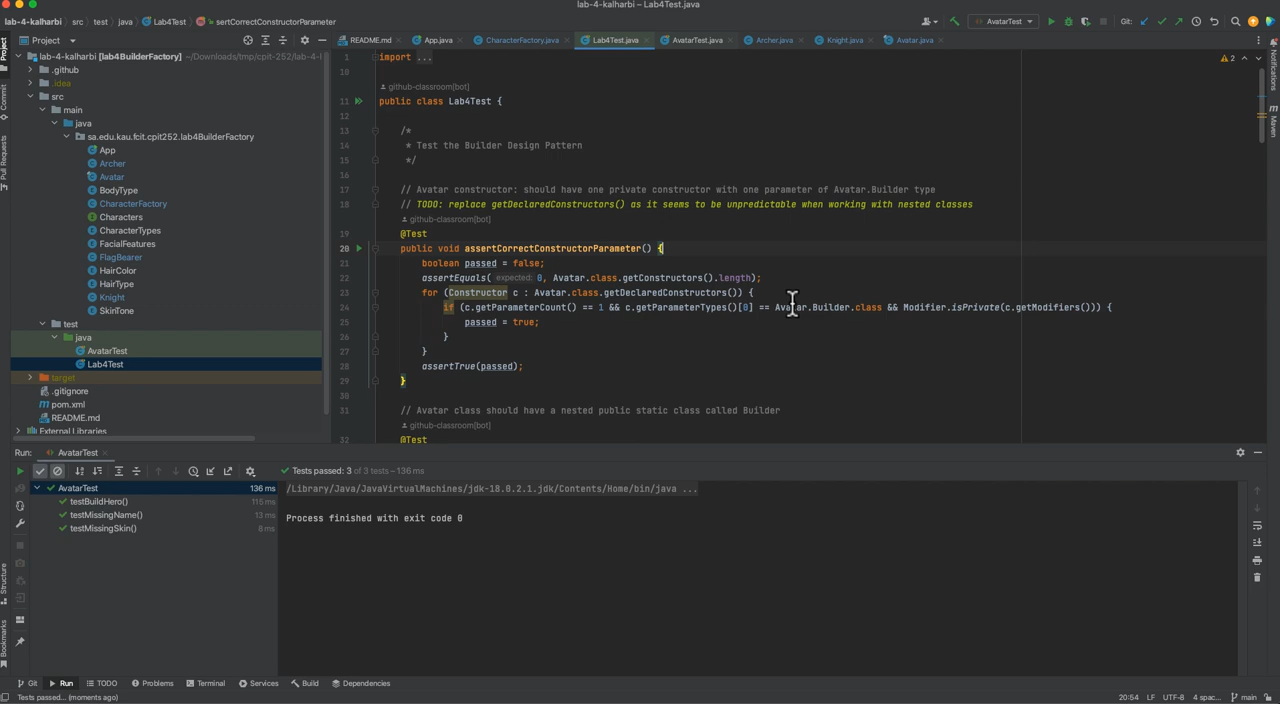 lab-4-kalharbi – Lab4Test.java
lab-4-kalharbi src test java Lab4Test sertCorrectConstructorParameter AvatarTest Git:
Project README.md App.java CharacterFactory.java Lab4Test.java AvatarTest.java Archer.java Knight.java Avatar.java
Project
Commit
Pull Requests
Structure
Bookmarks
Notifications
Maven
lab-4-kalharbi [lab4BuilderFactory] ~/Downloads/tmp/cpit-252/lab-4-l
.github
.idea
src
main
java
sa.edu.kau.fcit.cpit252.lab4BuilderFactory
App
Archer
Avatar
BodyType
CharacterFactory
Characters
CharacterTypes
FacialFeatures
FlagBearer
HairColor
HairType
Knight
SkinTone
test
java
AvatarTest
Lab4Test
target
.gitignore
pom.xml
README.md
External Libraries
2
1 import ...
10
github-classroom[bot]
11 public class Lab4Test {
12
13 /*
14 * Test the Builder Design Pattern
15 */
16
17 // Avatar constructor: should have one private constructor with one parameter of Avatar.Builder type
18 // TODO: replace getDeclaredConstructors() as it seems to be unpredictable when working with nested classes
github-classroom[bot]
19 @Test
20 public void assertCorrectConstructorParameter() {
21 boolean passed = false;
22 assertEquals( expected: 0, Avatar.class.getConstructors().length);
23 for (Constructor c : Avatar.class.getDeclaredConstructors()) {
24 if (c.getParameterCount() == 1 && c.getParameterTypes()[0] == Avatar.Builder.class && Modifier.isPrivate(c.getModifiers())) {
25 passed = true;
26 }
27 }
28 assertTrue(passed);
29 }
30
31 // Avatar class should have a nested public static class called Builder
github-classroom[bot]
32 @Test
Run: AvatarTest
Tests passed: 3 of 3 tests – 136 ms
AvatarTest 136 ms
testBuildHero() 115 ms
testMissingName() 13 ms
testMissingSkin() 8 ms
/Library/Java/JavaVirtualMachines/jdk-18.0.2.1.jdk/Contents/Home/bin/java ...
Process finished with exit code 0
Git Run TODO Problems Terminal Services Build Dependencies
Tests passed: 3 (moments ago) 20:54 LF UTF-8 4 spac... main